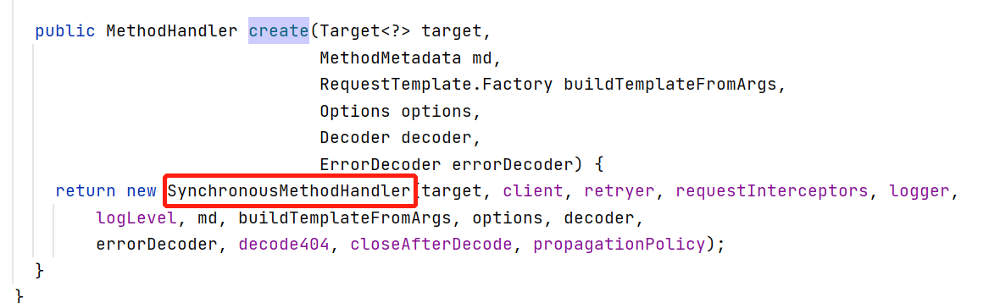 public MethodHandler create(Target<?> target,
MethodMetadata md,
RequestTemplate.Factory buildTemplateFromArgs,
Options options,
Decoder decoder,
ErrorDecoder errorDecoder) {
return new SynchronousMethodHandler(target, client, retryer, requestInterceptors, logger,
logLevel, md, buildTemplateFromArgs, options, decoder,
errorDecoder, decode404, closeAfterDecode, propagationPolicy);
}
}